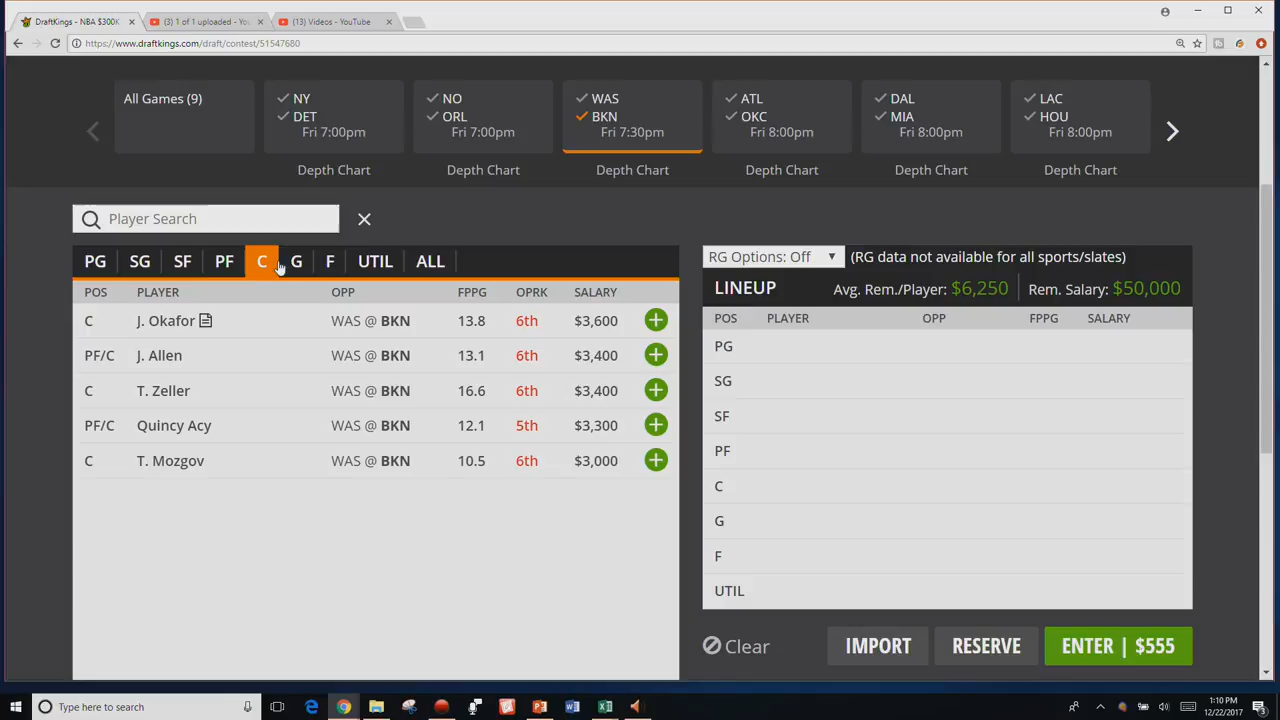 DraftKings - NBA $300K
(3) 1 of 1 uploaded - You
(13) Videos - YouTube
https://www.draftkings.com/draft/contest/51547680
All Games (9)
NY
DET
Fri 7:00pm
NO
ORL
Fri 7:00pm
WAS
BKN
Fri 7:30pm
ATL
OKC
Fri 8:00pm
DAL
MIA
Fri 8:00pm
LAC
HOU
Fri 8:00pm
Depth Chart Depth Chart Depth Chart Depth Chart Depth Chart Depth Chart
Player Search
PG SG SF PF C G F UTIL ALL
POS PLAYER OPP FPPG OPRK SALARY
C J. Okafor WAS @ BKN 13.8 6th $3,600
PF/C J. Allen WAS @ BKN 13.1 6th $3,400
C T. Zeller WAS @ BKN 16.6 6th $3,400
PF/C Quincy Acy WAS @ BKN 12.1 5th $3,300
C T. Mozgov WAS @ BKN 10.5 6th $3,000
RG Options: Off (RG data not available for all sports/slates)
LINEUP Avg. Rem./Player: $6,250 Rem. Salary: $50,000
POS PLAYER OPP FPPG SALARY
PG
SG
SF
PF
C
G
F
UTIL
Clear IMPORT RESERVE ENTER | $555
Type here to search
1:10 PM
12/22/2017